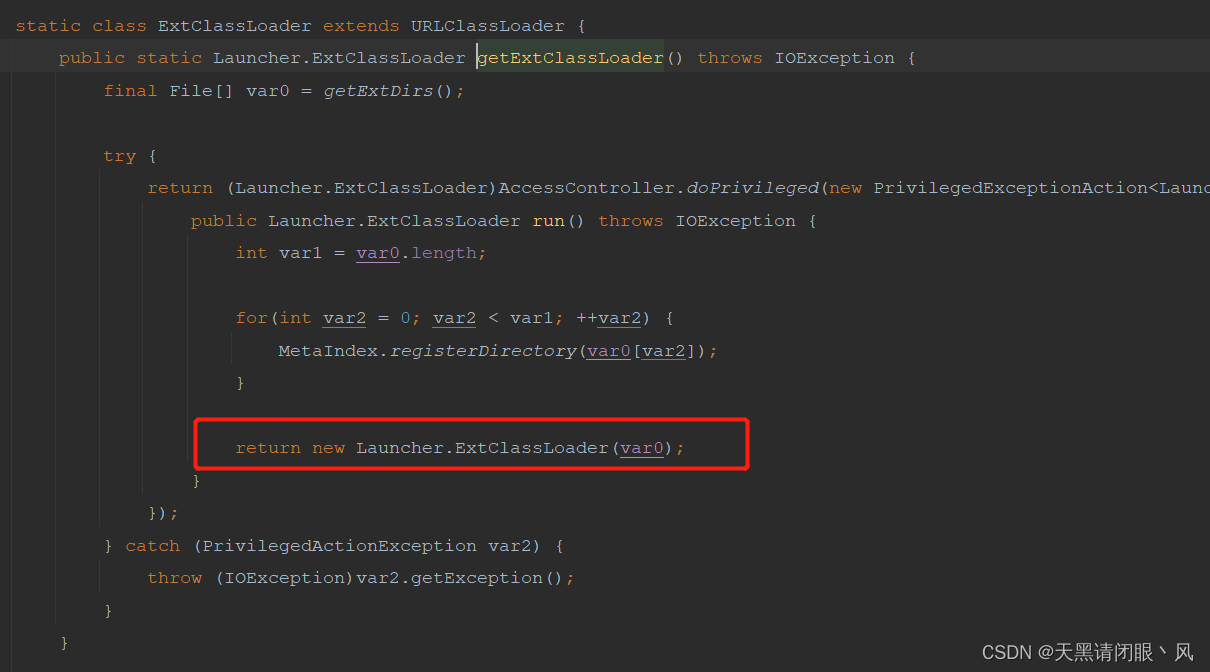 static class ExtClassLoader extends URLClassLoader {
public static Launcher.ExtClassLoader getExtClassLoader() throws IOException {
final File[] var0 = getExtDirs();
try {
return (Launcher.ExtClassLoader)AccessController.doPrivileged(new PrivilegedExceptionAction<Launc
public Launcher.ExtClassLoader run() throws IOException {
int var1 = var0.length;
for(int var2 = 0; var2 < var1; ++var2) {
MetaIndex.registerDirectory(var0[var2]);
}
return new Launcher.ExtClassLoader(var0);
}
});
} catch (PrivilegedActionException var2) {
throw (IOException)var2.getException();
}
}
CSDN @天黑请闭眼丶风